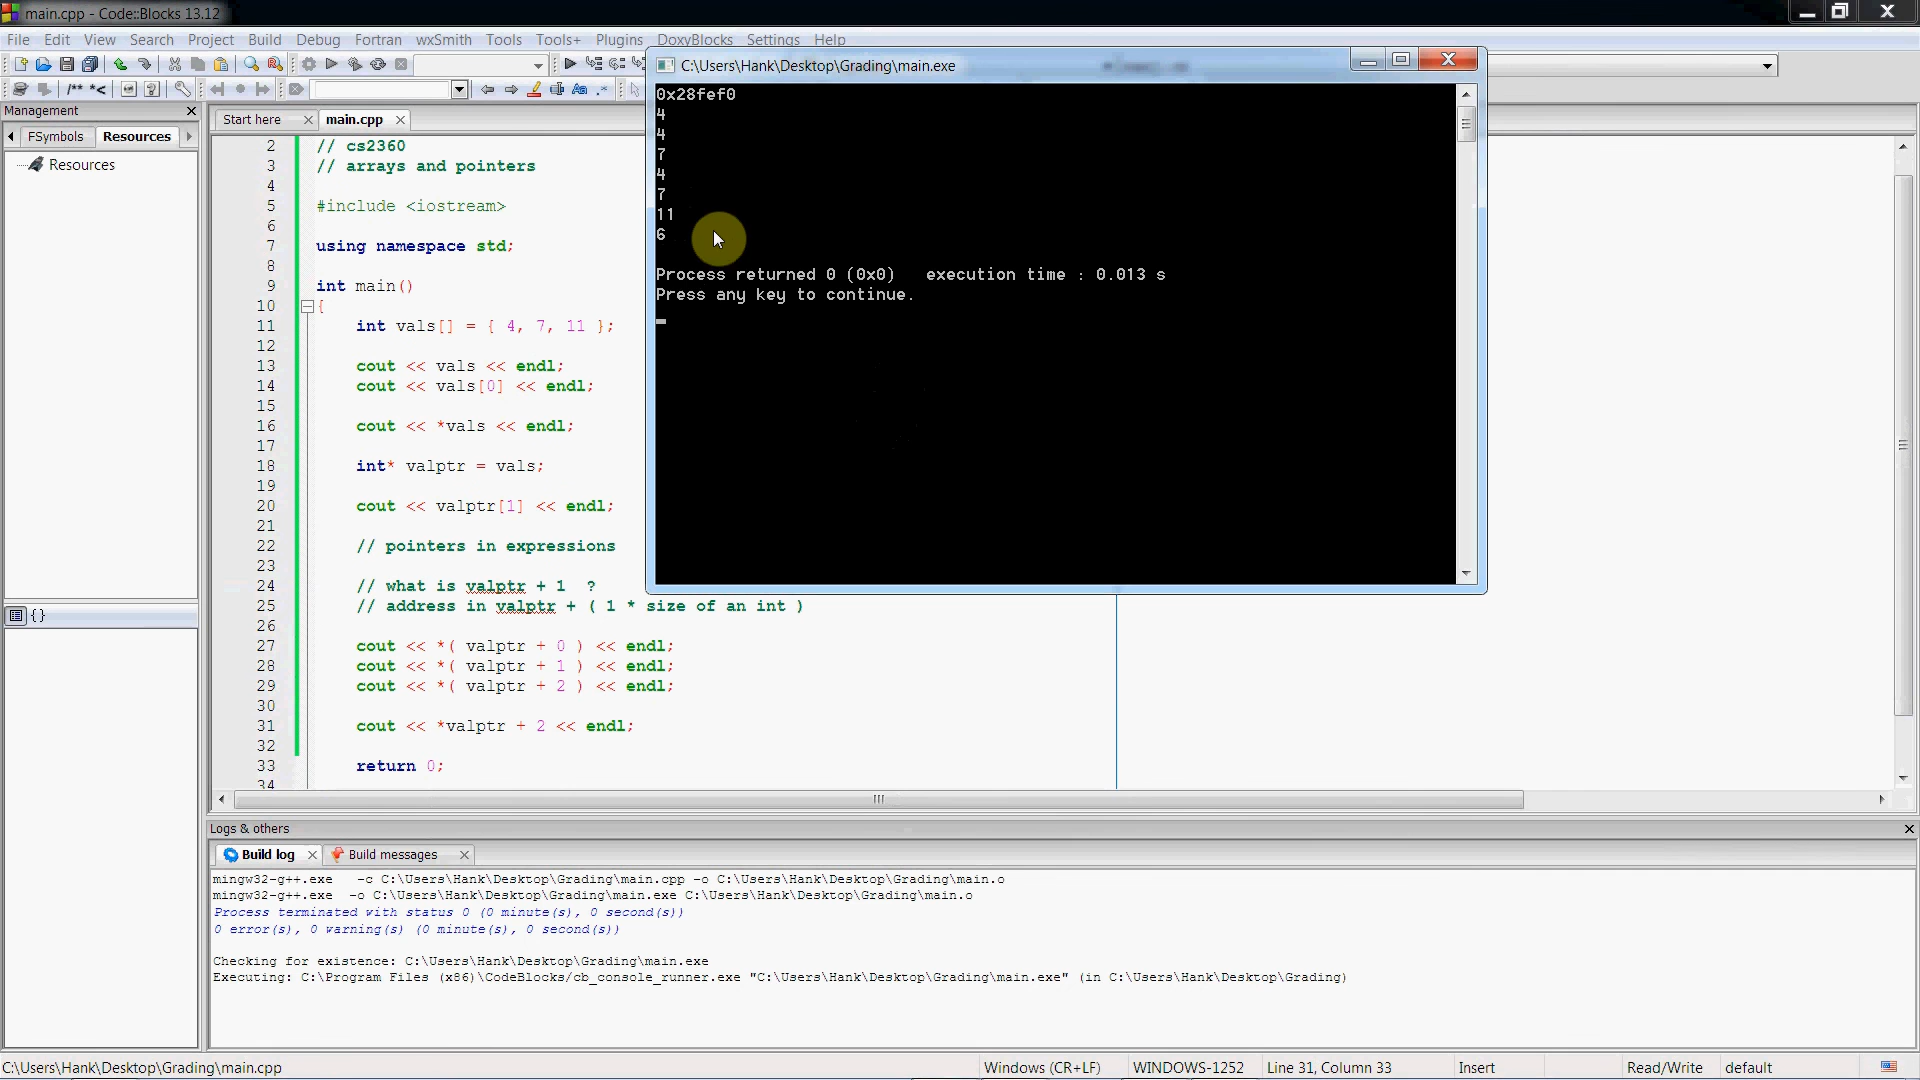 main.cpp - Code::Blocks 13.12
File Edit View Search Project Build Debug Fortran wxSmith Tools Tools+ Plugins DoxyBlocks Settings Help
C:\Users\Hank\Desktop\Grading\main.exe
0x28fef0
4
4
7
4
7
11
6
Process returned 0 (0x0)   execution time : 0.013 s
Press any key to continue.
Management
FSymbols Resources
Resources
{}
Start here main.cpp
2 // cs2360
3 // arrays and pointers
4
5 #include <iostream>
6
7 using namespace std;
8
9 int main()
10 {
11     int vals[] = { 4, 7, 11 };
12
13     cout << vals << endl;
14     cout << vals[0] << endl;
15
16     cout << *vals << endl;
17
18     int* valptr = vals;
19
20     cout << valptr[1] << endl;
21
22     // pointers in expressions
23
24     // what is valptr + 1  ?
25     // address in valptr + ( 1 * size of an int )
26
27     cout << *( valptr + 0 ) << endl;
28     cout << *( valptr + 1 ) << endl;
29     cout << *( valptr + 2 ) << endl;
30
31     cout << *valptr + 2 << endl;
32
33     return 0;
34
Logs & others
Build log Build messages
mingw32-g++.exe   -c C:\Users\Hank\Desktop\Grading\main.cpp -o C:\Users\Hank\Desktop\Grading\main.o
mingw32-g++.exe   -o C:\Users\Hank\Desktop\Grading\main.exe C:\Users\Hank\Desktop\Grading\main.o
Process terminated with status 0 (0 minute(s), 0 second(s))
0 error(s), 0 warning(s) (0 minute(s), 0 second(s))
Checking for existence: C:\Users\Hank\Desktop\Grading\main.exe
Executing: C:\Program Files (x86)\CodeBlocks/cb_console_runner.exe "C:\Users\Hank\Desktop\Grading\main.exe" (in C:\Users\Hank\Desktop\Grading)
C:\Users\Hank\Desktop\Grading\main.cpp Windows (CR+LF) WINDOWS-1252 Line 31, Column 33 Insert Read/Write default